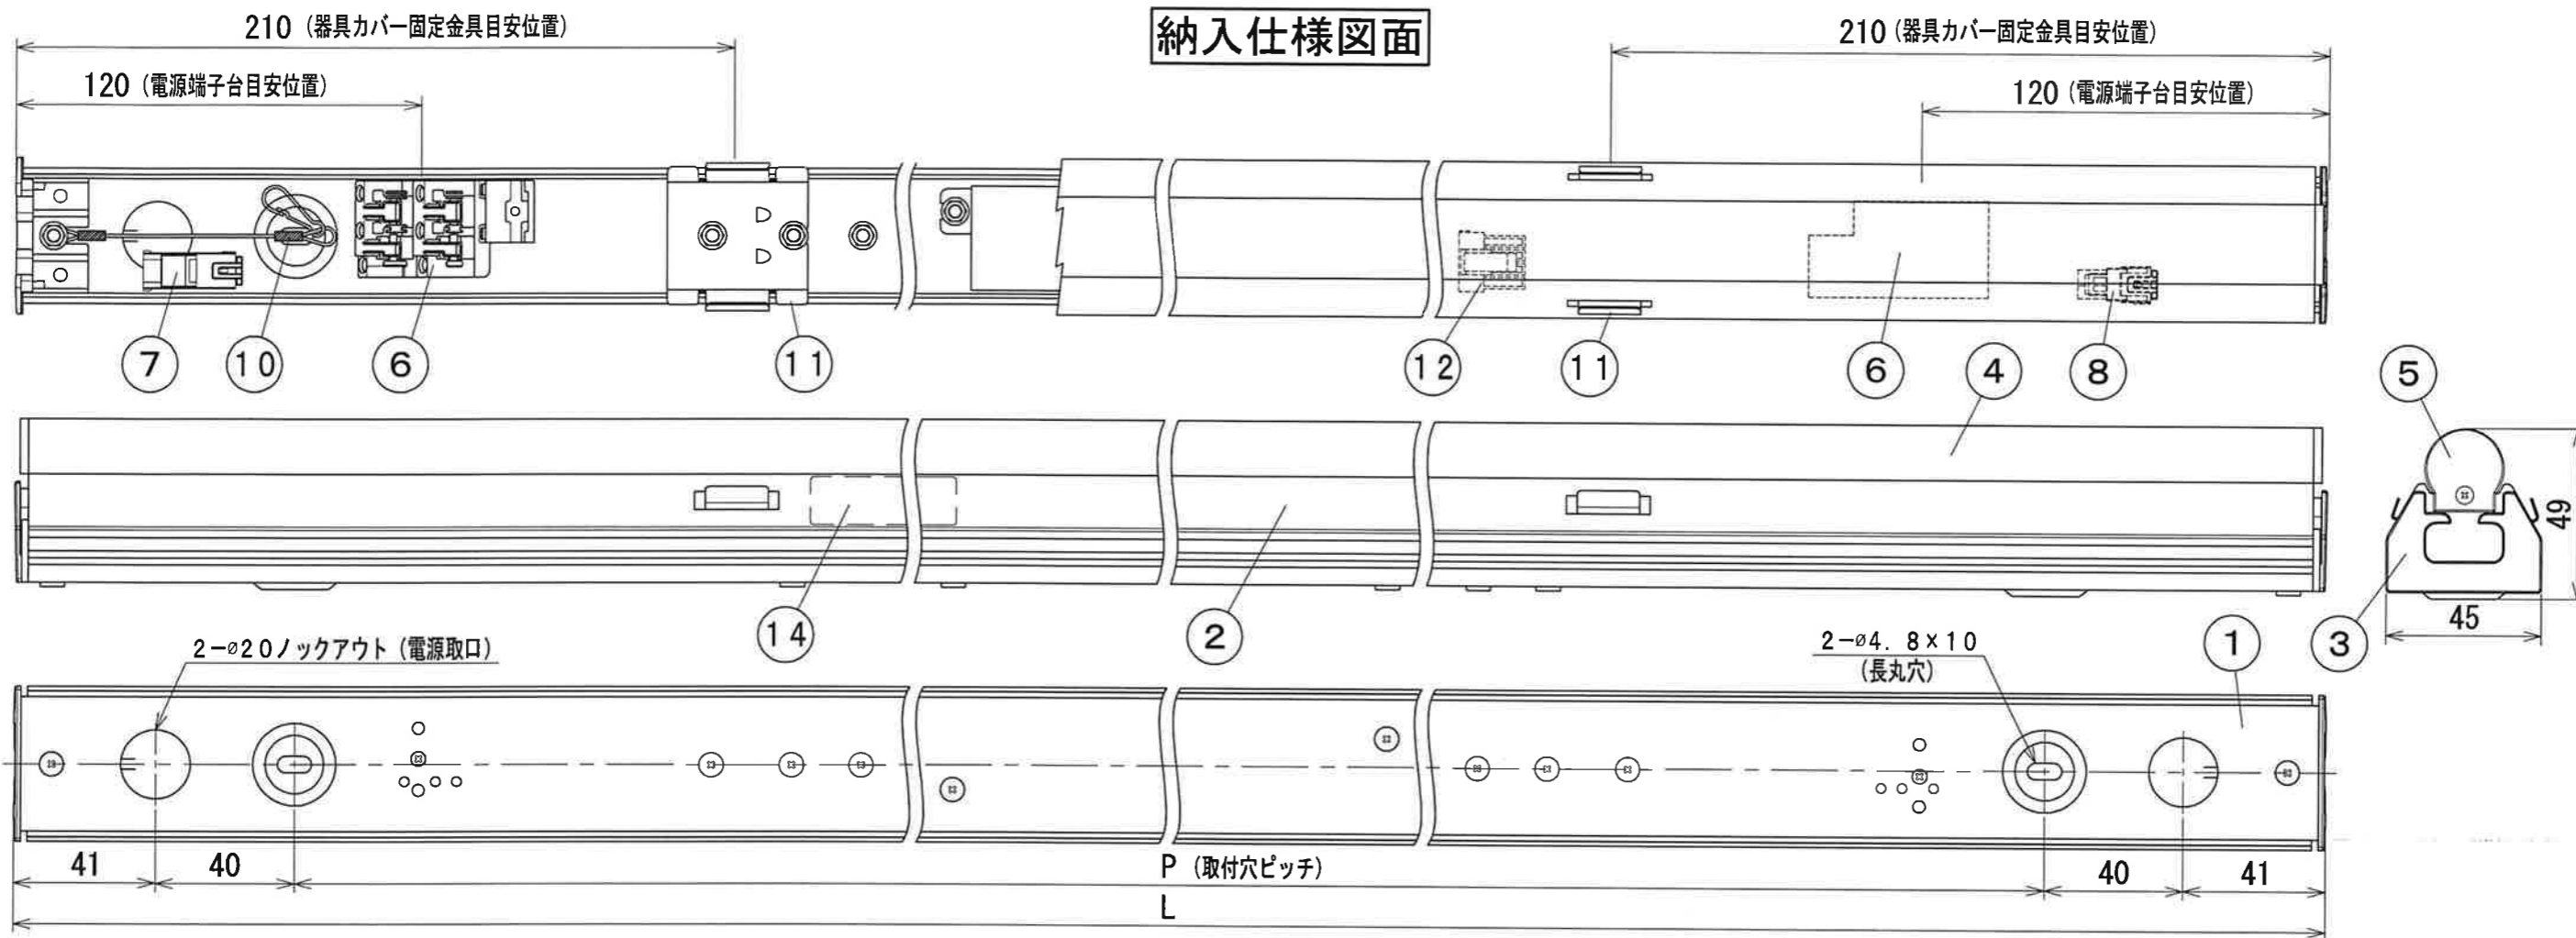 納入仕様図面
210 (器具カバー固定金具目安位置)
210 (器具カバー固定金具目安位置)
120 (電源端子台目安位置)
120 (電源端子台目安位置)
7
10
6
11
12
11
6
4
8
5
49
45
3
14
2
1
2-ø20ノックアウト (電源取口)
2-ø4.8×10
(長丸穴)
41
40
P (取付穴ピッチ)
40
41
L